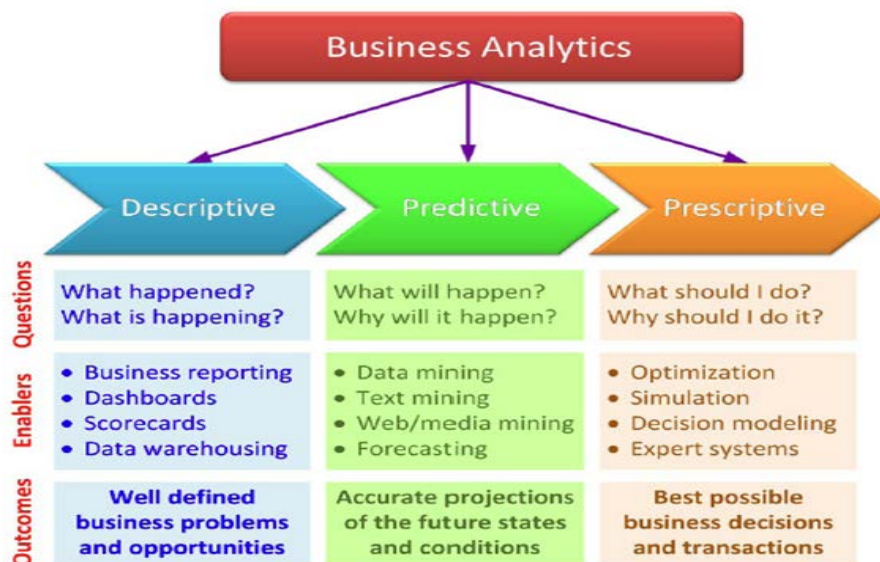 Business Analytics
Descriptive
Predictive
Prescriptive
Questions
What happened?
What is happening?
What will happen?
Why will it happen?
What should I do?
Why should I do it?
Enablers
• Business reporting
• Dashboards
• Scorecards
• Data warehousing
• Data mining
• Text mining
• Web/media mining
• Forecasting
• Optimization
• Simulation
• Decision modeling
• Expert systems
Outcomes
Well defined
business problems
and opportunities
Accurate projections
of the future states
and conditions
Best possible
business decisions
and transactions